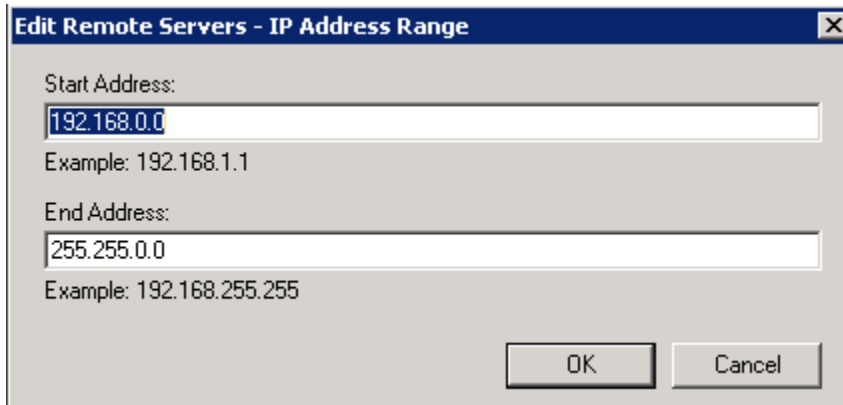 Edit Remote Servers - IP Address Range
Start Address:
192.168.0.0
Example: 192.168.1.1
End Address:
255.255.0.0
Example: 192.168.255.255
OK Cancel